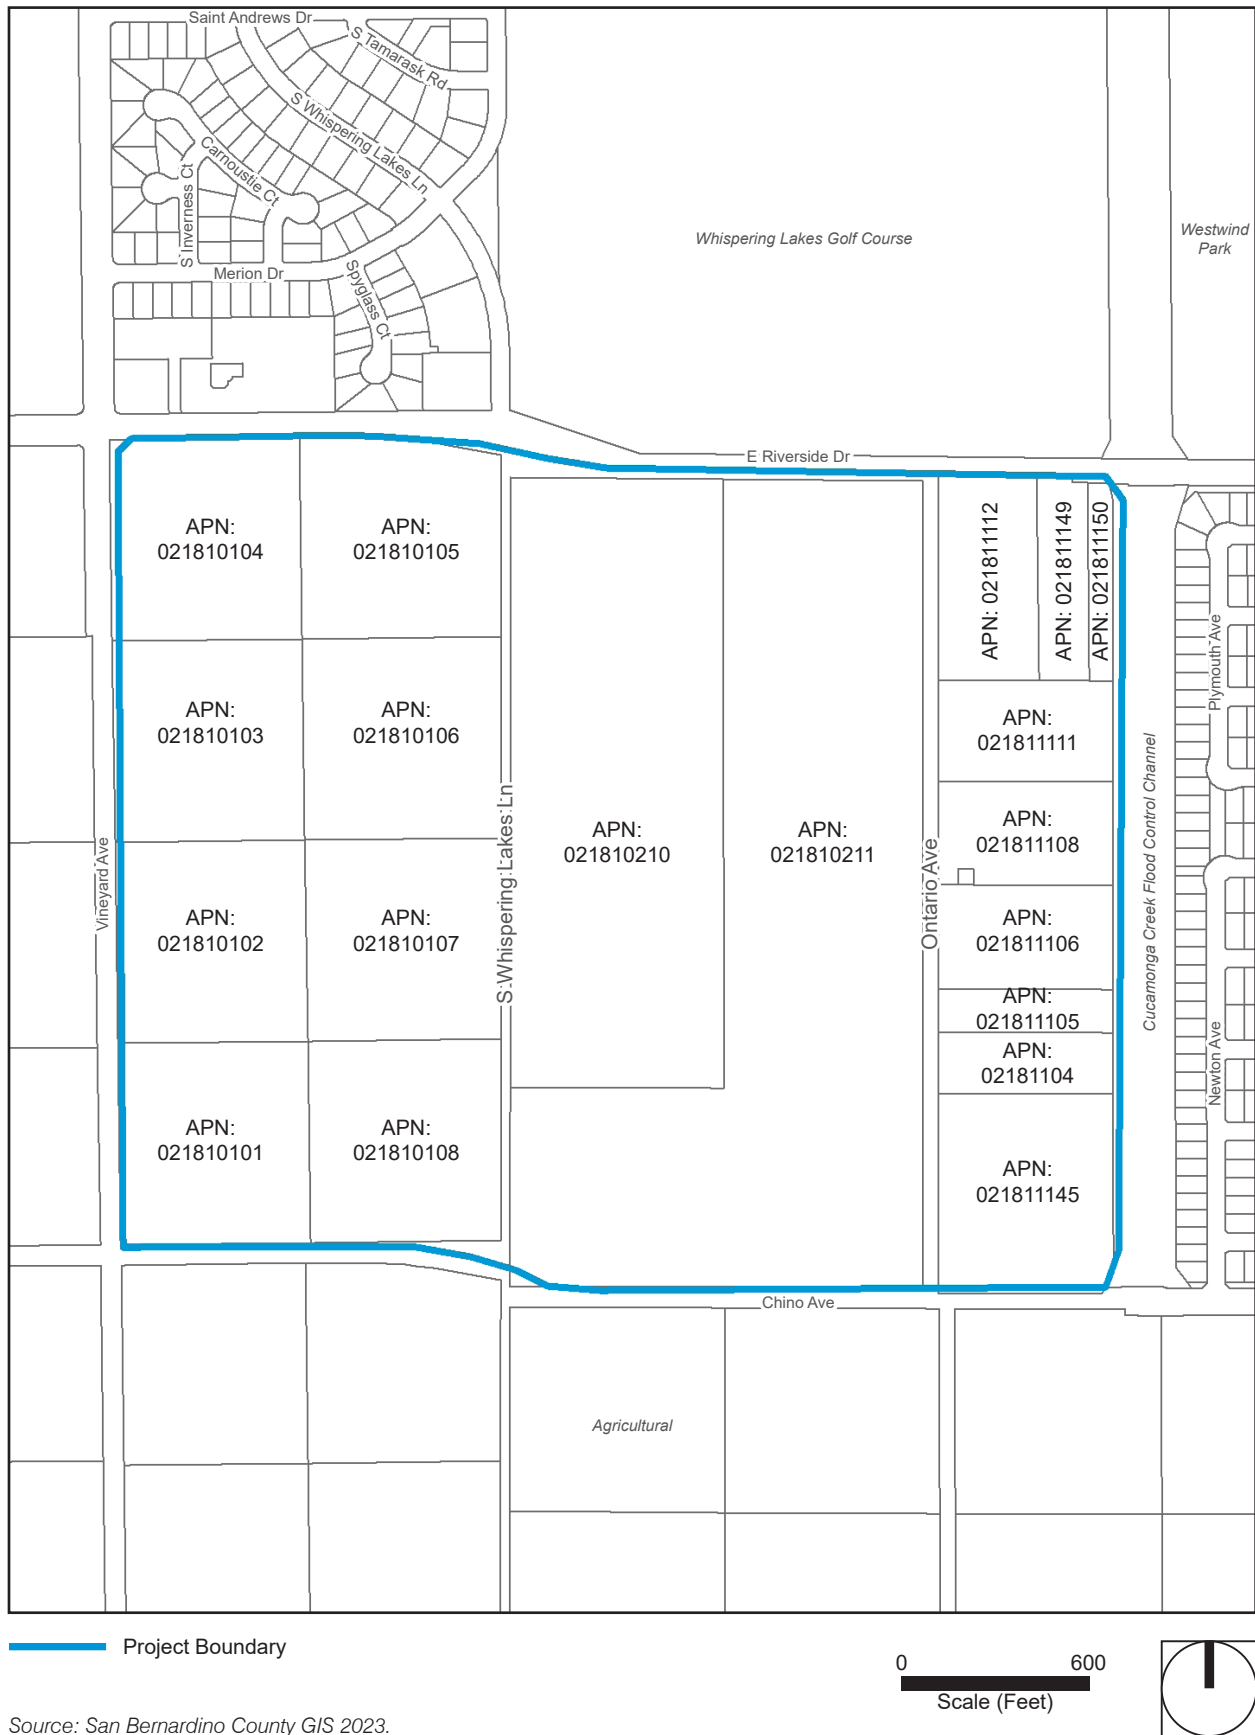 Saint Andrews Dr
S Tamarask Rd
S Whispering Lakes Ln
Carnoustie Ct
S Inverness Ct
Merion Dr
Spyglass Ct
Whispering Lakes Golf Course
Westwind
Park
E Riverside Dr
APN:
021810104
APN:
021810105
APN: 021811112
APN: 021811149
APN: 021811150
APN:
021810103
APN:
021810106
APN:
021811111
Plymouth Ave
APN:
021810210
APN:
021810211
APN:
021811108
Vineyard Ave
S Whispering Lakes Ln
Ontario Ave
Cucamonga Creek Flood Control Channel
APN:
021810102
APN:
021810107
APN:
021811106
APN:
021811105
APN:
02181104
Newton Ave
APN:
021810101
APN:
021810108
APN:
021811145
Chino Ave
Agricultural
Project Boundary
0 600
Scale (Feet)
Source: San Bernardino County GIS 2023.